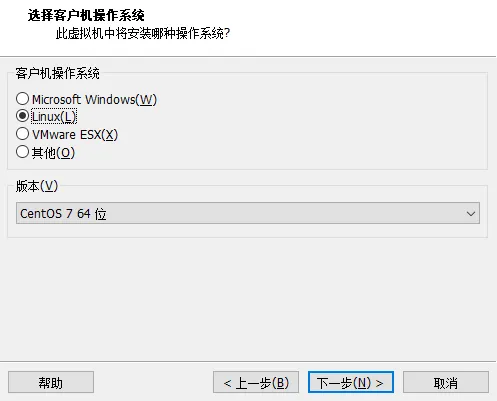 选择客户机操作系统
此虚拟机中将安装哪种操作系统?
客户机操作系统
Microsoft Windows(W)
Linux(L)
VMware ESX(X)
其他(O)
版本(V)
CentOS 7 64 位
帮助
< 上一步(B)
下一步(N) >
取消